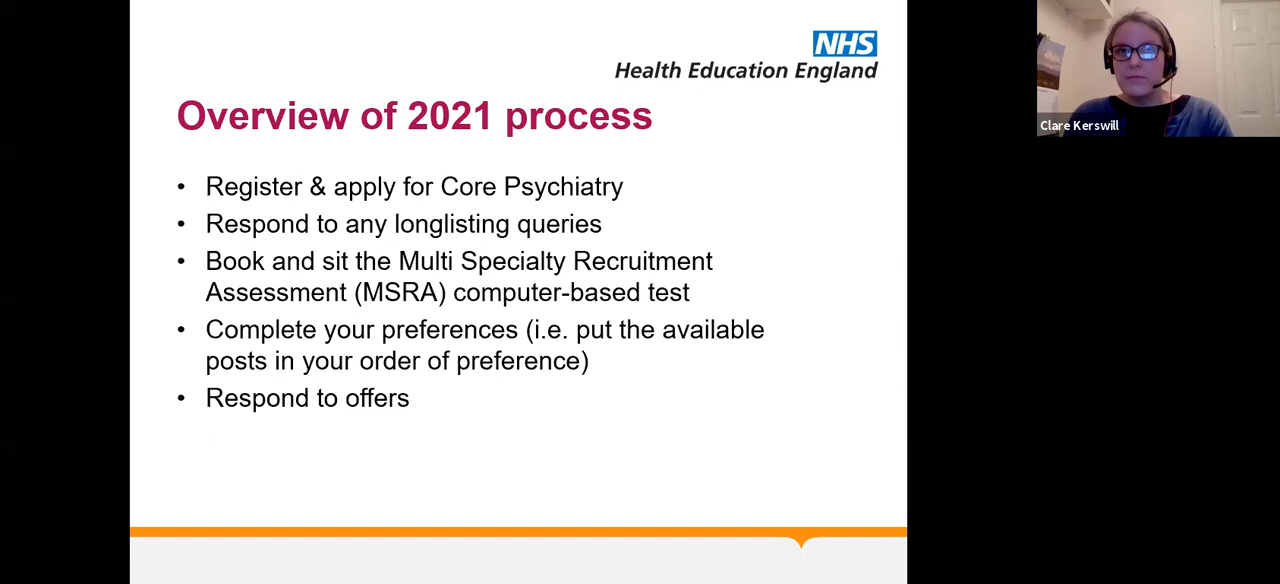 NHS
Health Education England
Overview of 2021 process
• Register & apply for Core Psychiatry
• Respond to any longlisting queries
• Book and sit the Multi Specialty Recruitment
Assessment (MSRA) computer-based test
• Complete your preferences (i.e. put the available
posts in your order of preference)
• Respond to offers
Clare Kerswill